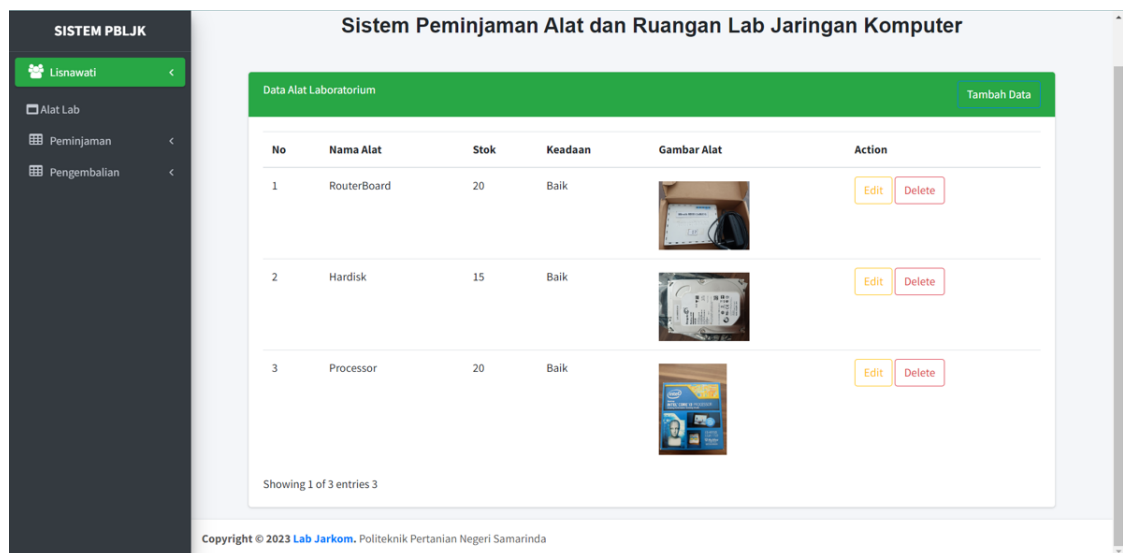 SISTEM PBLJK
Lisnawati
Alat Lab
Peminjaman
Pengembalian
Sistem Peminjaman Alat dan Ruangan Lab Jaringan Komputer
Data Alat Laboratorium Tambah Data
No Nama Alat Stok Keadaan Gambar Alat Action
1 RouterBoard 20 Baik Edit Delete
2 Hardisk 15 Baik Edit Delete
3 Processor 20 Baik Edit Delete
Showing 1 of 3 entries 3
Copyright © 2023 Lab Jarkom. Politeknik Pertanian Negeri Samarinda